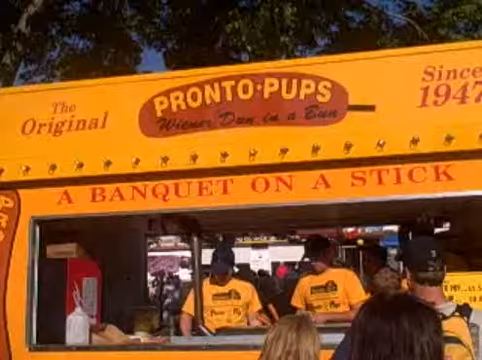 The
Original
PRONTO·PUPS
Wiener Dun in a Bun
Since
1947
A BANQUET ON A STICK